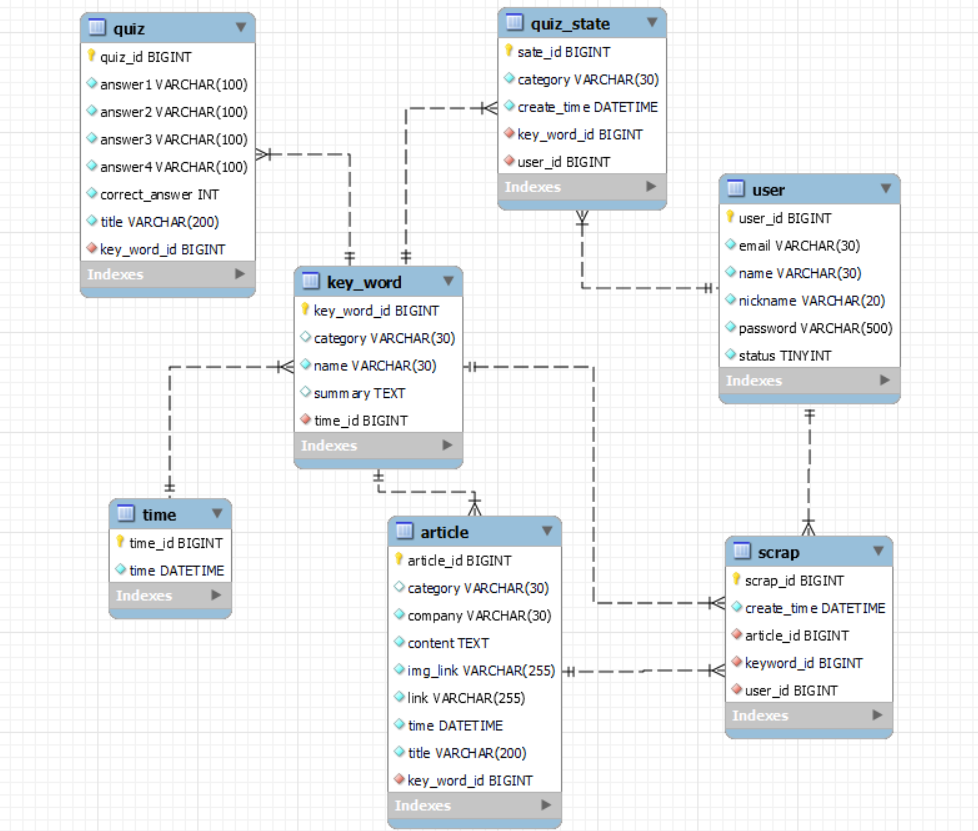 quiz
quiz_id BIGINT
answer1 VARCHAR(100)
answer2 VARCHAR(100)
answer3 VARCHAR(100)
answer4 VARCHAR(100)
correct_answer INT
title VARCHAR(200)
key_word_id BIGINT
Indexes
quiz_state
sate_id BIGINT
category VARCHAR(30)
create_time DATETIME
key_word_id BIGINT
user_id BIGINT
Indexes
user
user_id BIGINT
email VARCHAR(30)
name VARCHAR(30)
nickname VARCHAR(20)
password VARCHAR(500)
status TINYINT
Indexes
key_word
key_word_id BIGINT
category VARCHAR(30)
name VARCHAR(30)
summary TEXT
time_id BIGINT
Indexes
time
time_id BIGINT
time DATETIME
Indexes
article
article_id BIGINT
category VARCHAR(30)
company VARCHAR(30)
content TEXT
img_link VARCHAR(255)
link VARCHAR(255)
time DATETIME
title VARCHAR(200)
key_word_id BIGINT
Indexes
scrap
scrap_id BIGINT
create_time DATETIME
article_id BIGINT
keyword_id BIGINT
user_id BIGINT
Indexes